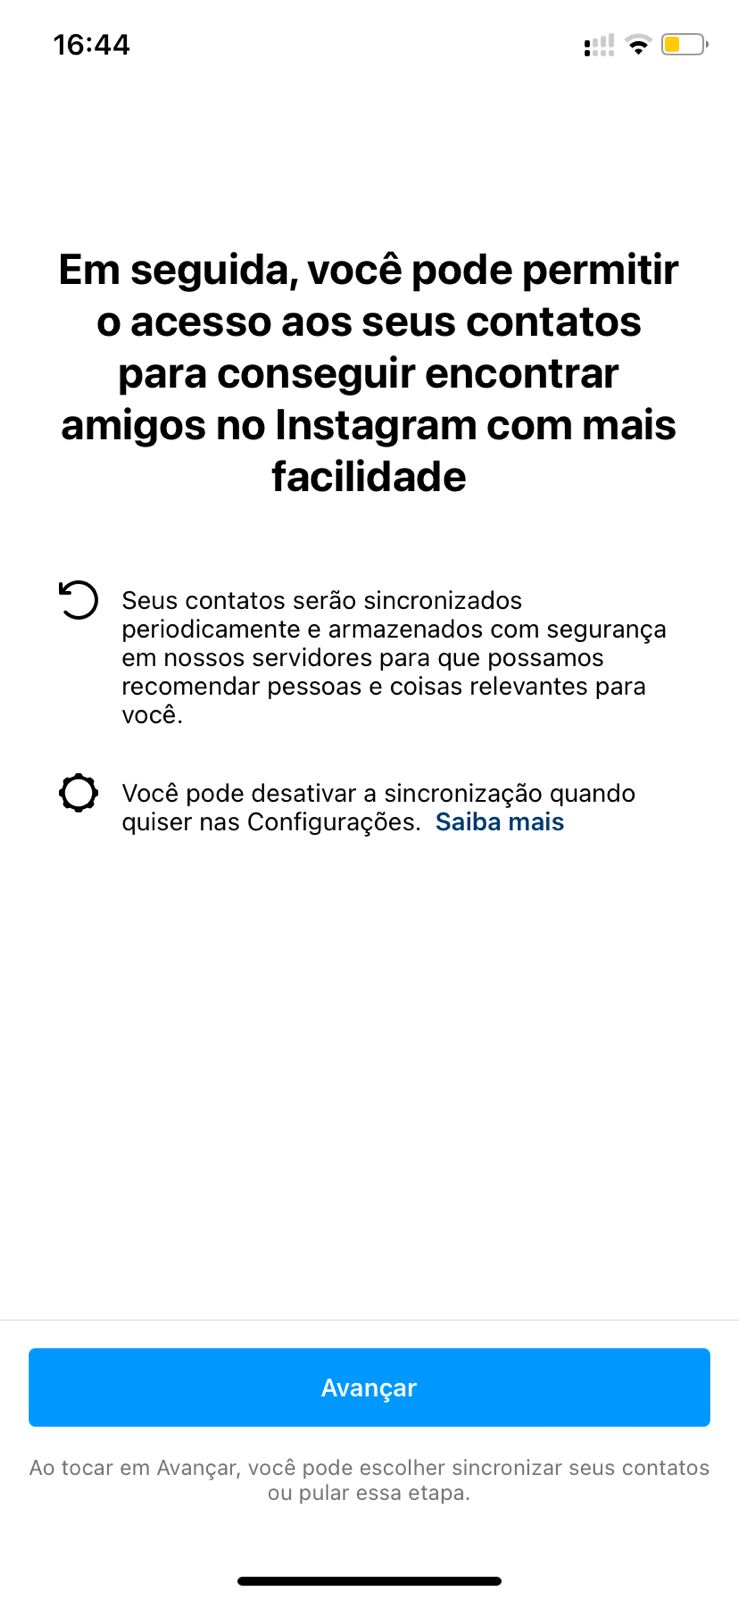 16:44
Em seguida, você pode permitir
o acesso aos seus contatos
para conseguir encontrar
amigos no Instagram com mais
facilidade
Seus contatos serão sincronizados
periodicamente e armazenados com segurança
em nossos servidores para que possamos
recomendar pessoas e coisas relevantes para
você.
Você pode desativar a sincronização quando
quiser nas Configurações. Saiba mais
Avançar
Ao tocar em Avançar, você pode escolher sincronizar seus contatos
ou pular essa etapa.